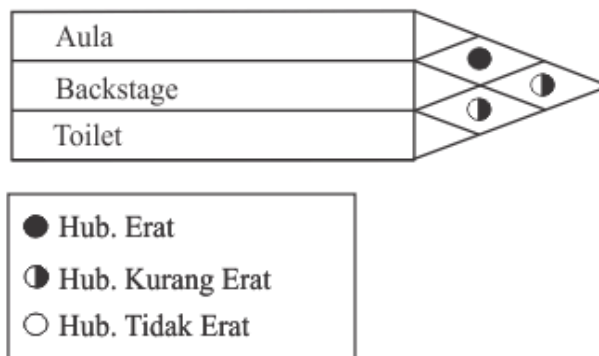 Aula
Backstage
Toilet
Hub. Erat
Hub. Kurang Erat
Hub. Tidak Erat